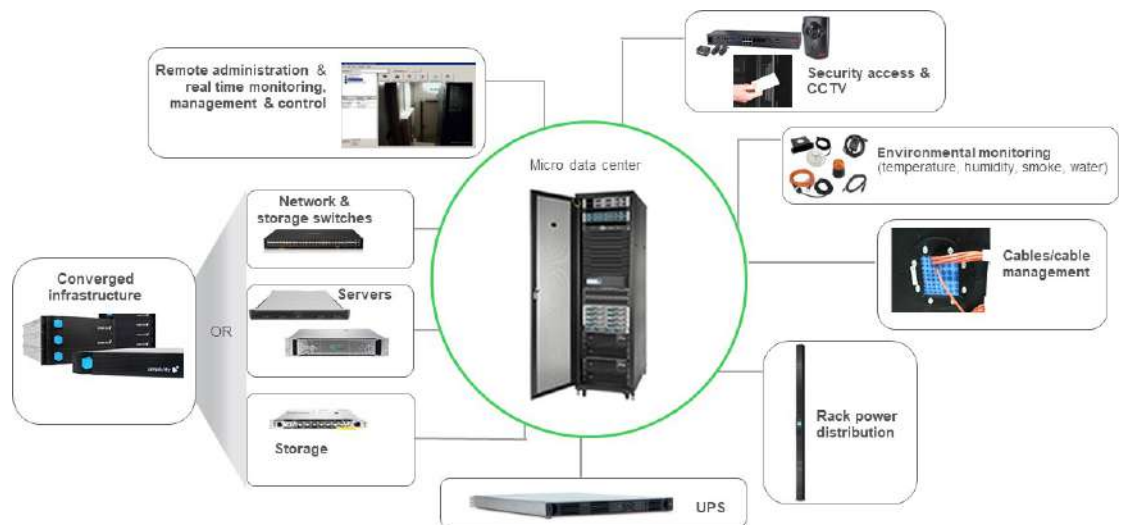 Remote administration &
real time monitoring,
management & control
Security access &
CCTV
Micro data center
Environmental monitoring
(temperature, humidity, smoke, water)
Network &
storage switches
Cables/cable
management
Converged
infrastructure
Servers
OR
Rack power
distribution
Storage
UPS